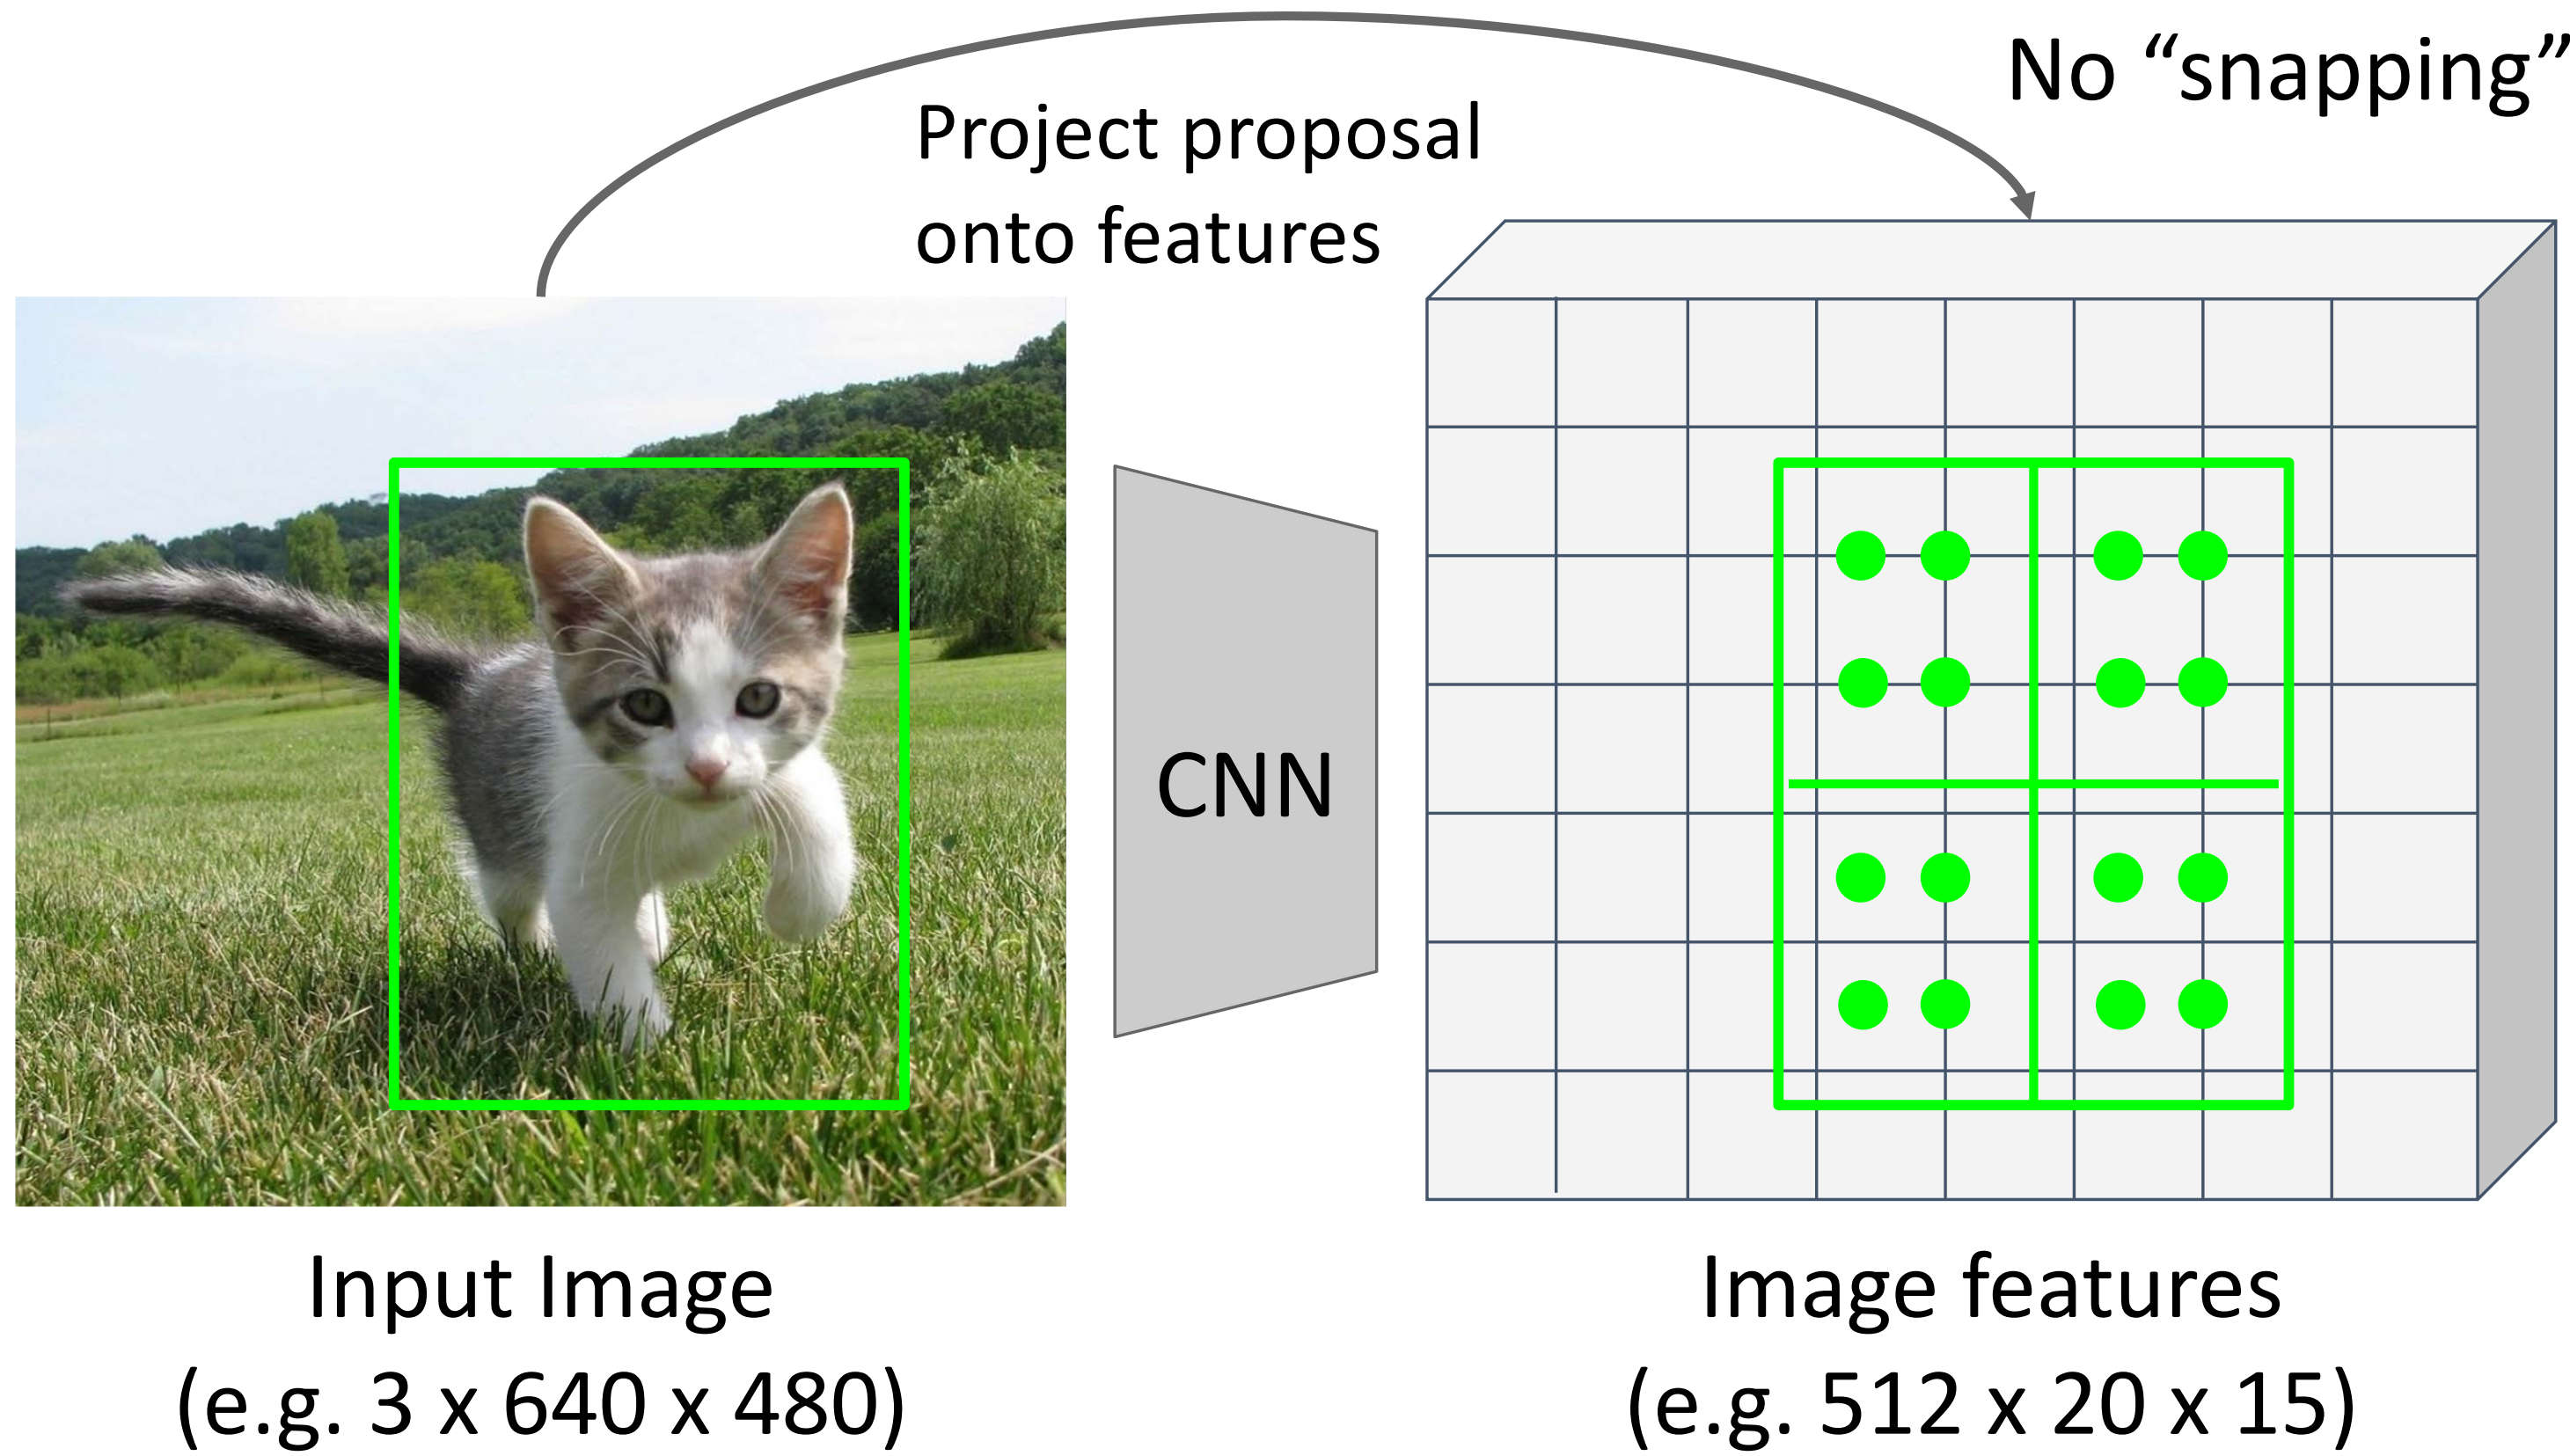 No “snapping”
Project proposal
onto features
CNN
Input Image
(e.g. 3 x 640 x 480)
Image features
(e.g. 512 x 20 x 15)